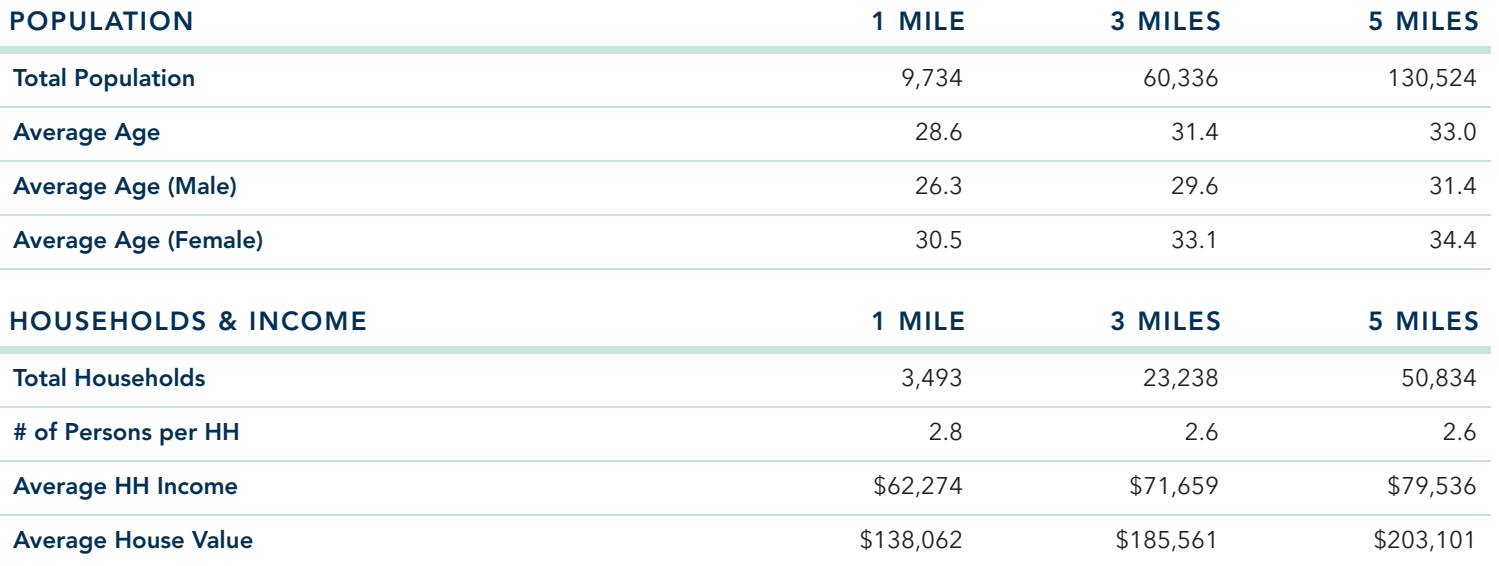 POPULATION 1 MILE 3 MILES 5 MILES
Total Population 9,734 60,336 130,524
Average Age 28.6 31.4 33.0
Average Age (Male) 26.3 29.6 31.4
Average Age (Female) 30.5 33.1 34.4
HOUSEHOLDS & INCOME 1 MILE 3 MILES 5 MILES
Total Households 3,493 23,238 50,834
# of Persons per HH 2.8 2.6 2.6
Average HH Income $62,274 $71,659 $79,536
Average House Value $138,062 $185,561 $203,101